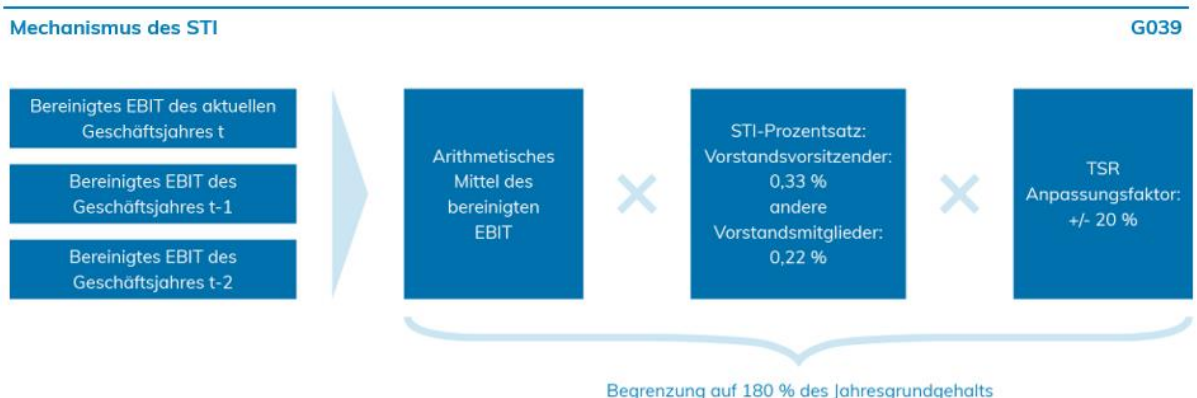 Mechanismus des STI
G039
Bereinigtes EBIT des aktuellen
Geschäftsjahres t
Bereinigtes EBIT des
Geschäftsjahres t-1
Bereinigtes EBIT des
Geschäftsjahres t-2
Arithmetisches
Mittel des
bereinigten
EBIT
STI-Prozentsatz:
Vorstandsvorsitzender:
0,33 %
andere
Vorstandsmitglieder:
0,22 %
TSR
Anpassungsfaktor:
+/- 20 %
Begrenzung auf 180 % des Jahresgrundgehalts